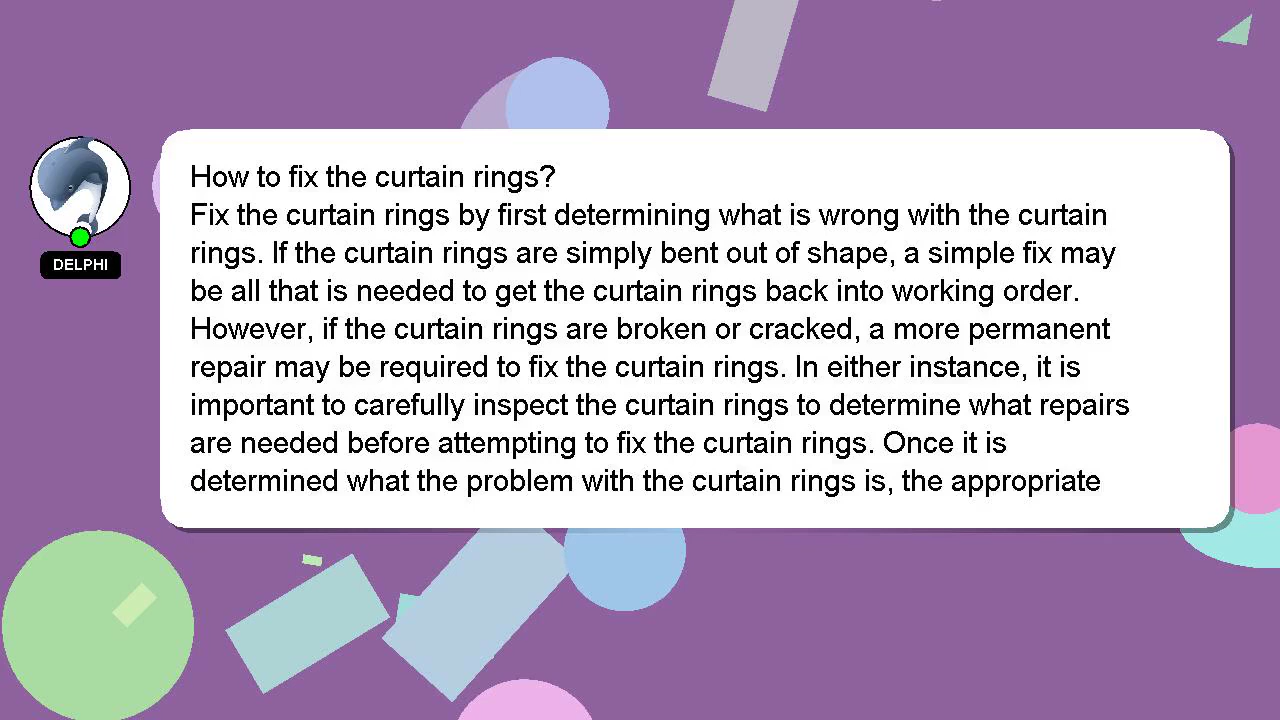 How to fix the curtain rings?
Fix the curtain rings by first determining what is wrong with the curtain
rings. If the curtain rings are simply bent out of shape, a simple fix may
be all that is needed to get the curtain rings back into working order.
However, if the curtain rings are broken or cracked, a more permanent
repair may be required to fix the curtain rings. In either instance, it is
important to carefully inspect the curtain rings to determine what repairs
are needed before attempting to fix the curtain rings. Once it is
determined what the problem with the curtain rings is, the appropriate
DELPHI